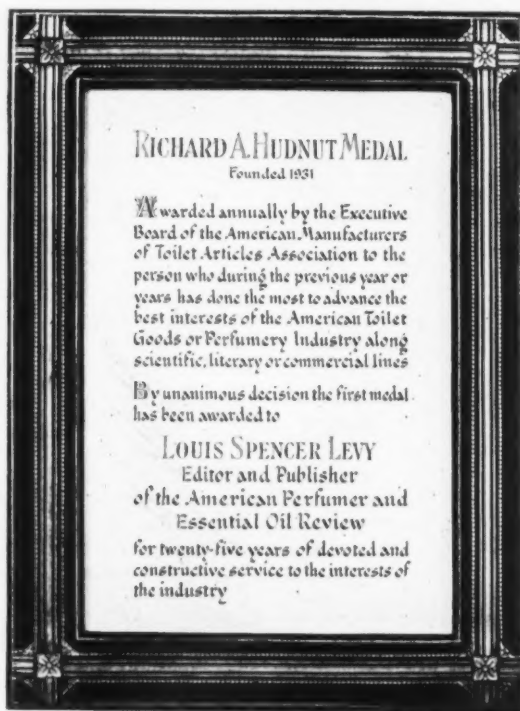 RICHARD A. HUDNUT MEDAL
Founded 1931
Awarded annually by the Executive
Board of the American Manufacturers
of Toilet Articles Association to the
person who during the previous year or
years has done the most to advance the
best interests of the American Toilet
Goods or Perfumery Industry along
scientific, literary or commercial lines
By unanimous decision the first medal
has been awarded to
LOUIS SPENCER LEVY
Editor and Publisher
of the American Perfumer and
Essential Oil Review
for twenty-five years of devoted and
constructive service to the interests of
the industry